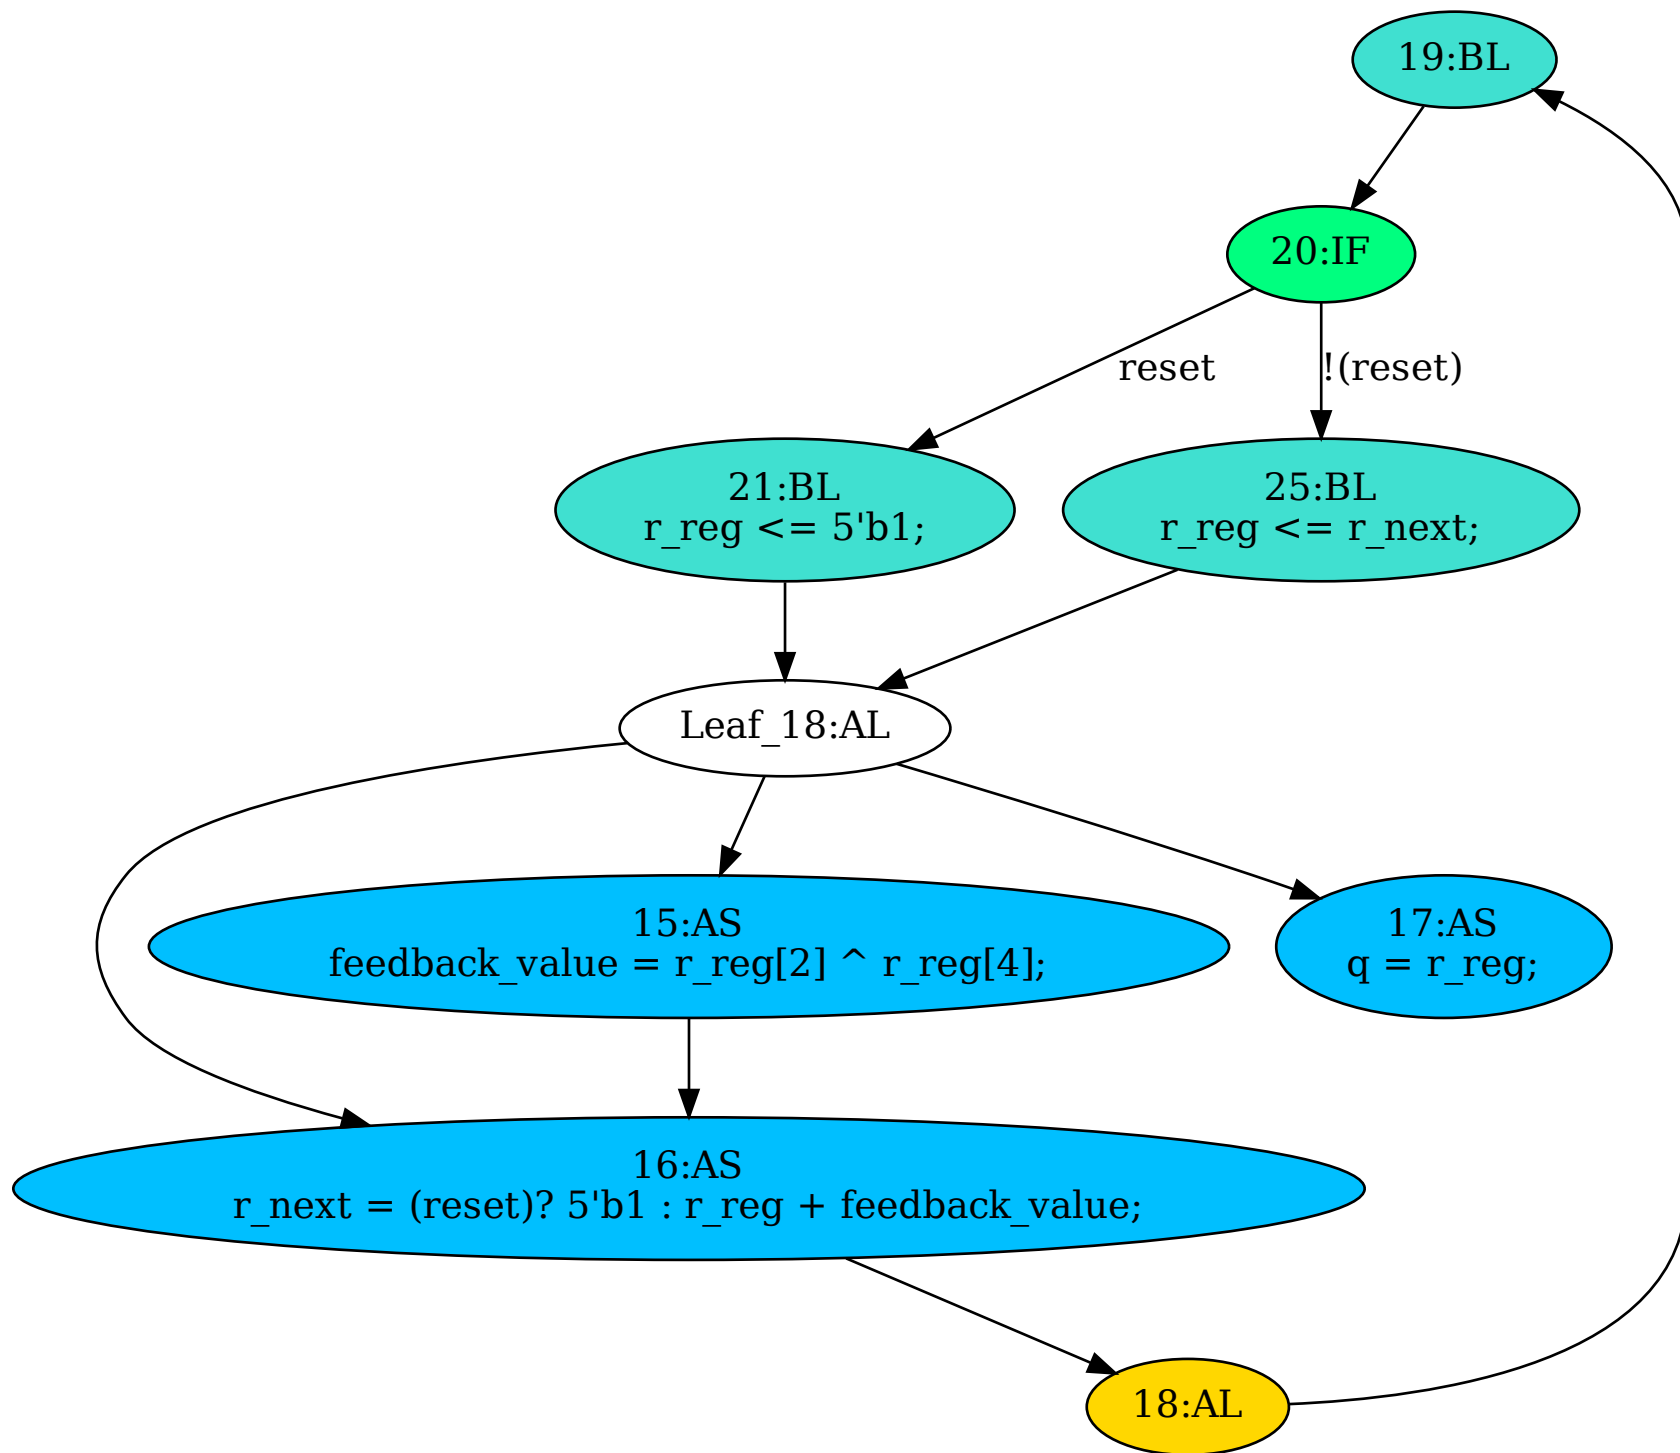 19:BL
20:IF
reset
!(reset)
21:BL
r_reg <= 5'b1;
25:BL
r_reg <= r_next;
Leaf_18:AL
15:AS
feedback_value = r_reg[2] ^ r_reg[4];
17:AS
q = r_reg;
16:AS
r_next = (reset)? 5'b1 : r_reg + feedback_value;
18:AL